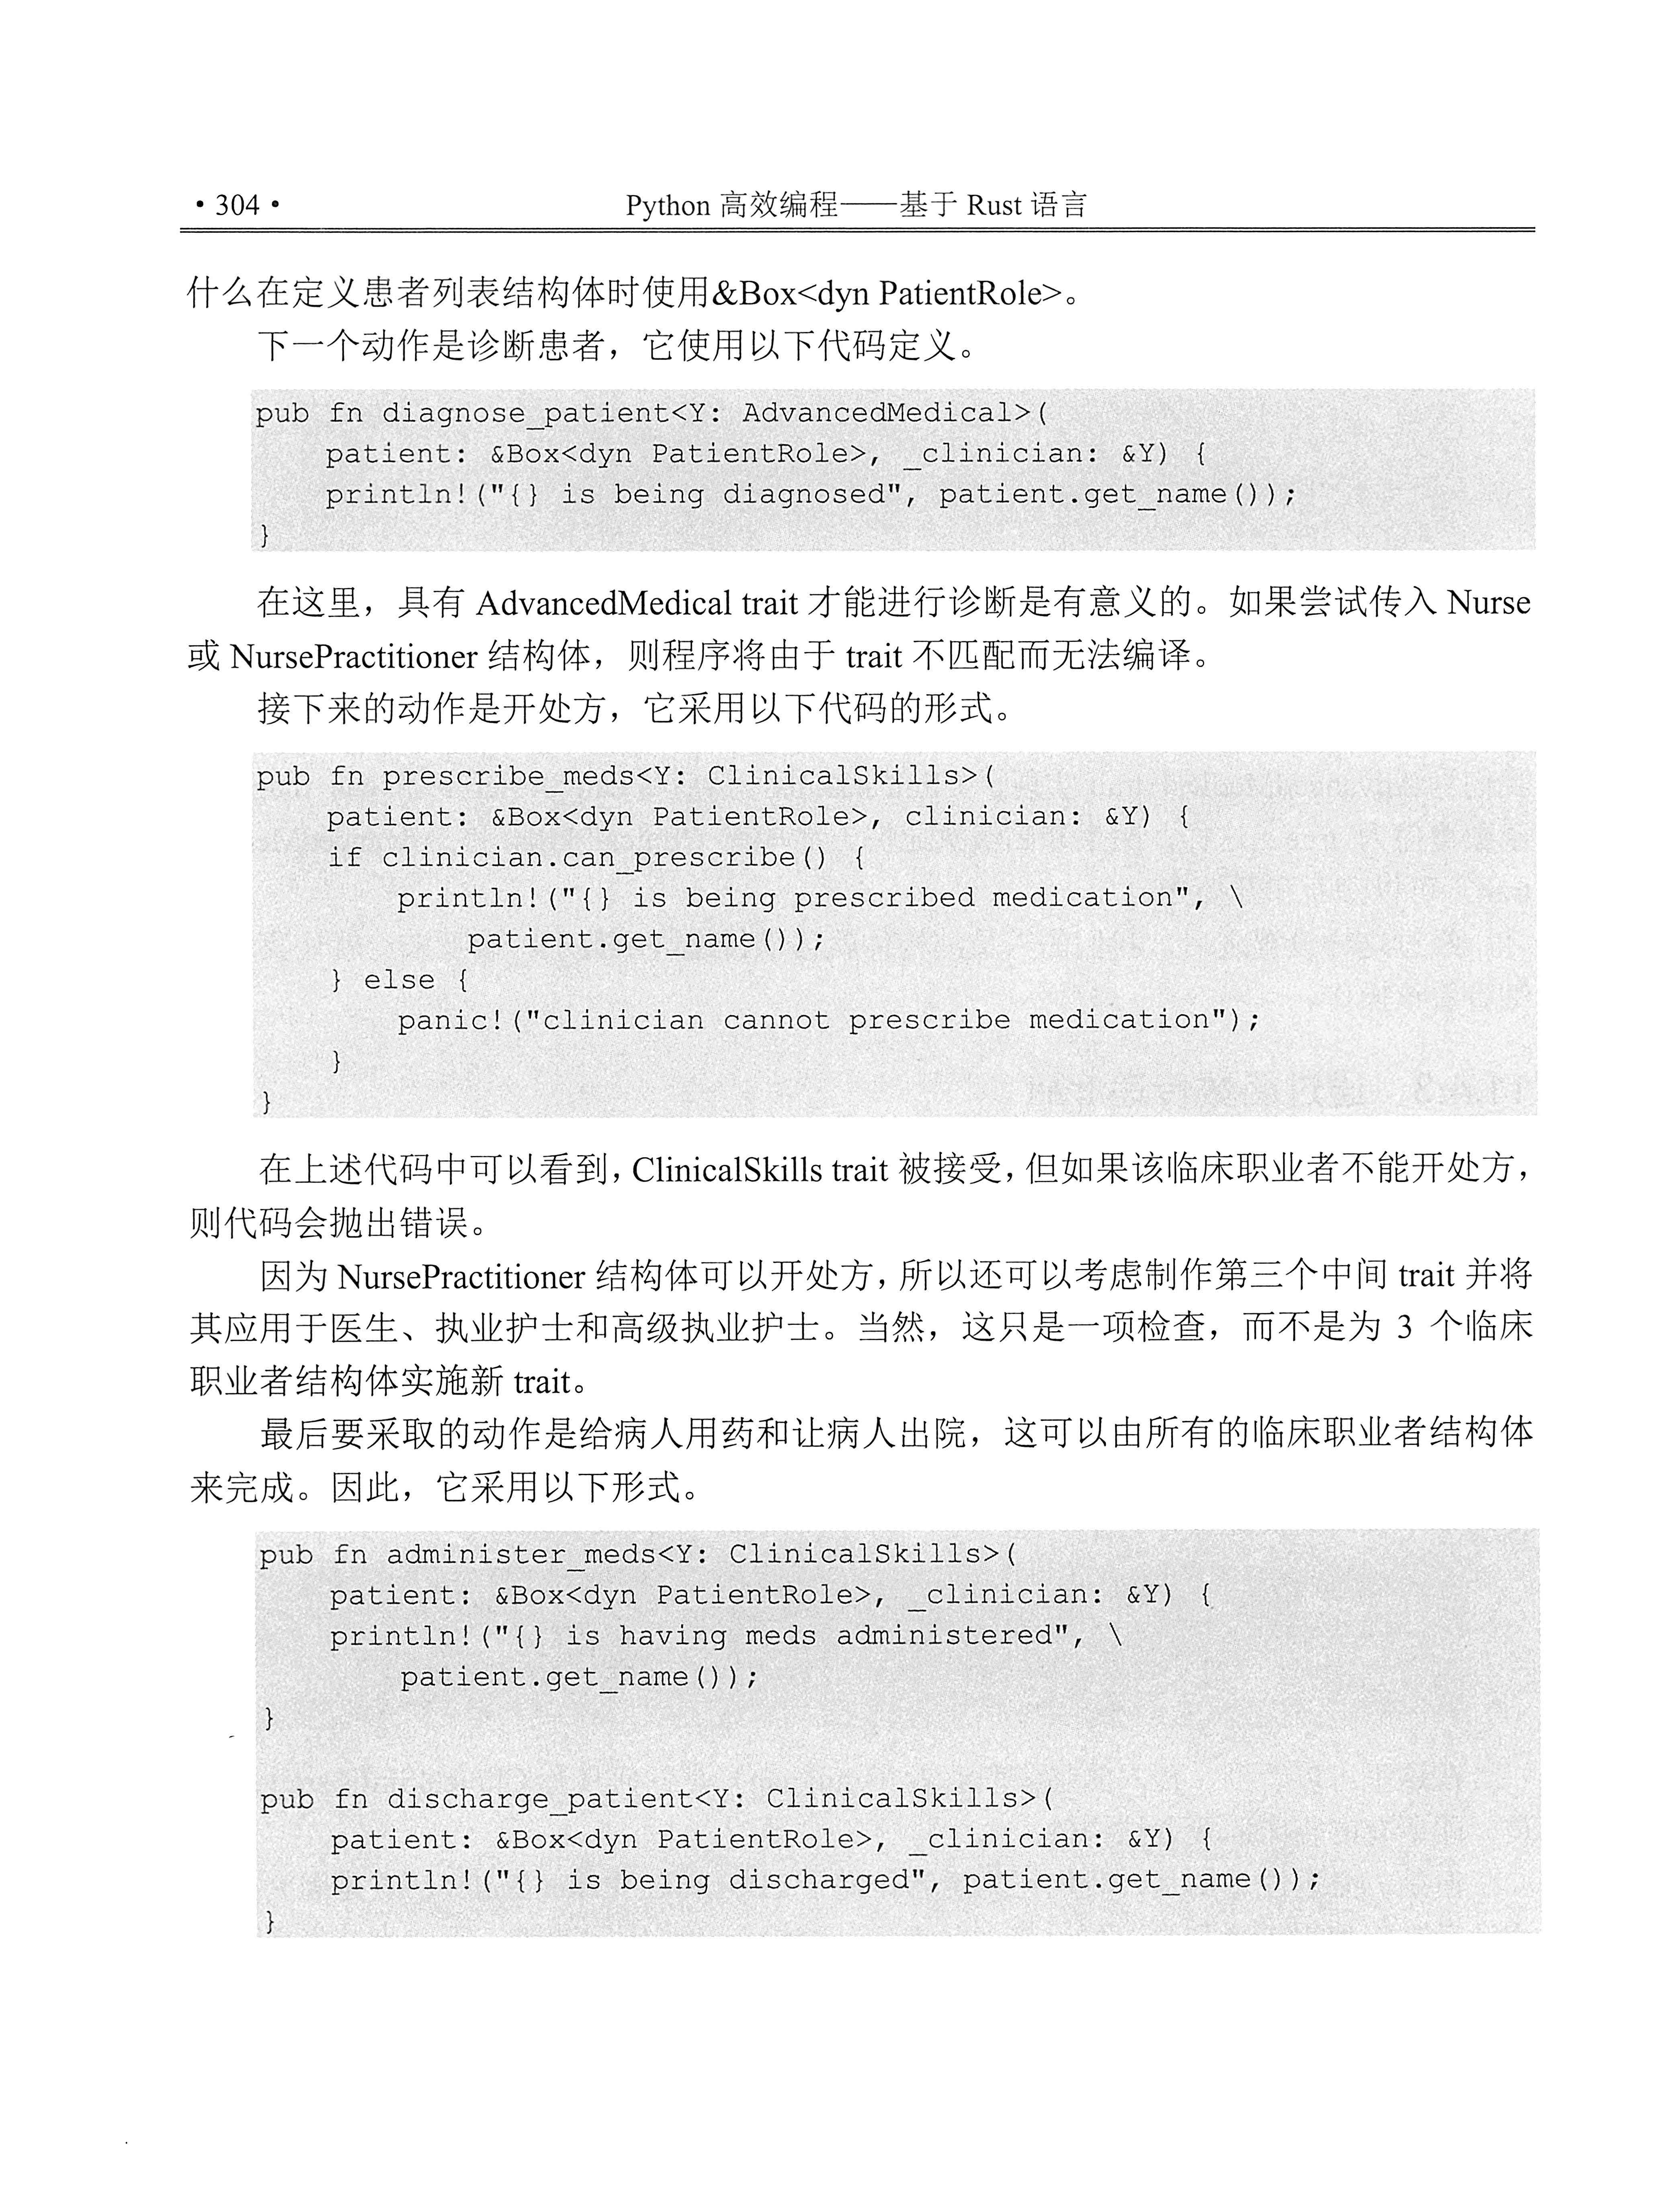 • 304 •
Python 高效编程——基于 Rust 语言
什么在定义患者列表结构体时使用&Box<dyn PatientRole>。
下一个动作是诊断患者，它使用以下代码定义。
pub fn diagnose_patient<Y: AdvancedMedical>(
    patient: &Box<dyn PatientRole>, _clinician: &Y) {
    println!("{} is being diagnosed", patient.get_name());
}
在这里，具有 AdvancedMedical trait 才能进行诊断是有意义的。如果尝试传入 Nurse
或 NursePractitioner 结构体，则程序将由于 trait 不匹配而无法编译。
接下来的动作是开处方，它采用以下代码的形式。
pub fn prescribe_meds<Y: ClinicalSkills>(
    patient: &Box<dyn PatientRole>, clinician: &Y) {
    if clinician.can_prescribe() {
        println!("{} is being prescribed medication", \
            patient.get_name());
    } else {
        panic!("clinician cannot prescribe medication");
    }
}
在上述代码中可以看到，ClinicalSkills trait 被接受，但如果该临床职业者不能开处方，
则代码会抛出错误。
因为 NursePractitioner 结构体可以开处方，所以还可以考虑制作第三个中间 trait 并将
其应用于医生、执业护士和高级执业护士。当然，这只是一项检查，而不是为 3 个临床
职业者结构体实施新 trait。
最后要采取的动作是给病人用药和让病人出院，这可以由所有的临床职业者结构体
来完成。因此，它采用以下形式。
pub fn administer_meds<Y: ClinicalSkills>(
    patient: &Box<dyn PatientRole>, _clinician: &Y) {
    println!("{} is having meds administered", \
        patient.get_name());
}
pub fn discharge_patient<Y: ClinicalSkills>(
    patient: &Box<dyn PatientRole>, _clinician: &Y) {
    println!("{} is being discharged", patient.get_name());
}